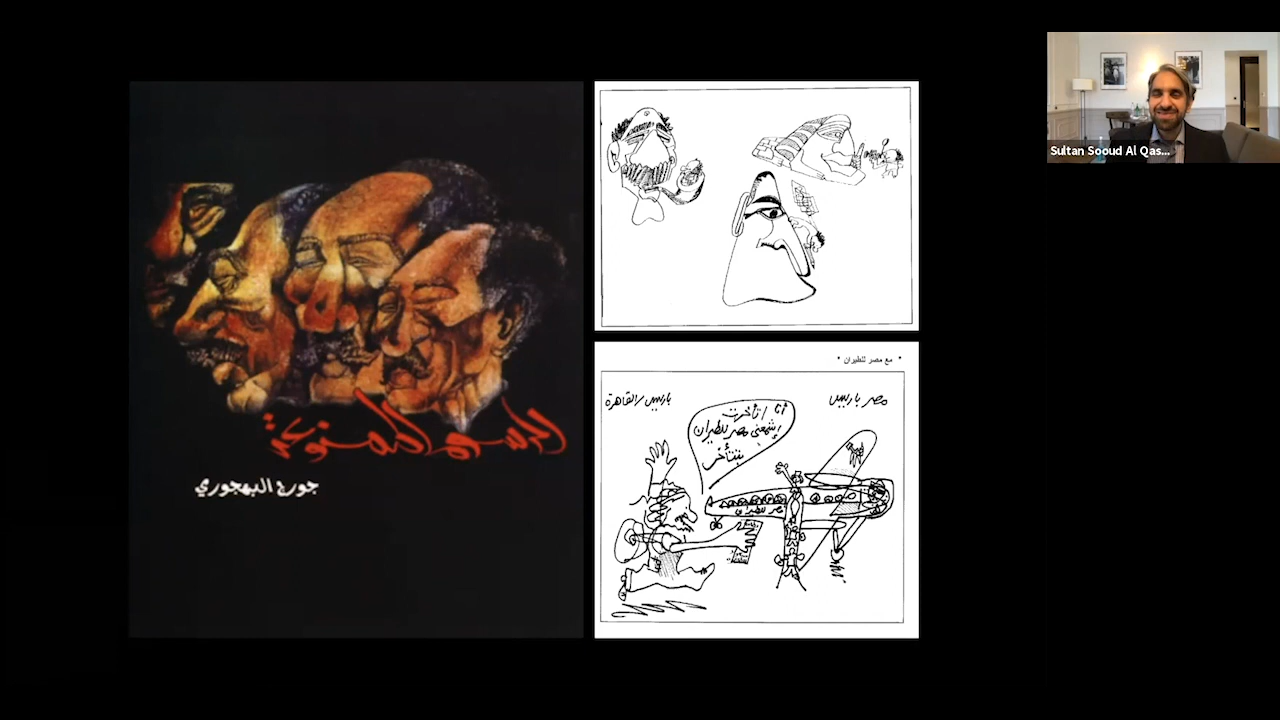 الرسوم الممنوعة
جورج البهجوري
Sultan Sooud Al Qas...
• مع مصر للطيران •
مصر باريس
باريس القاهرة
أنا اتأخرت
إشمعنى مصر للطيران
بتتأخر
مصر للطيران